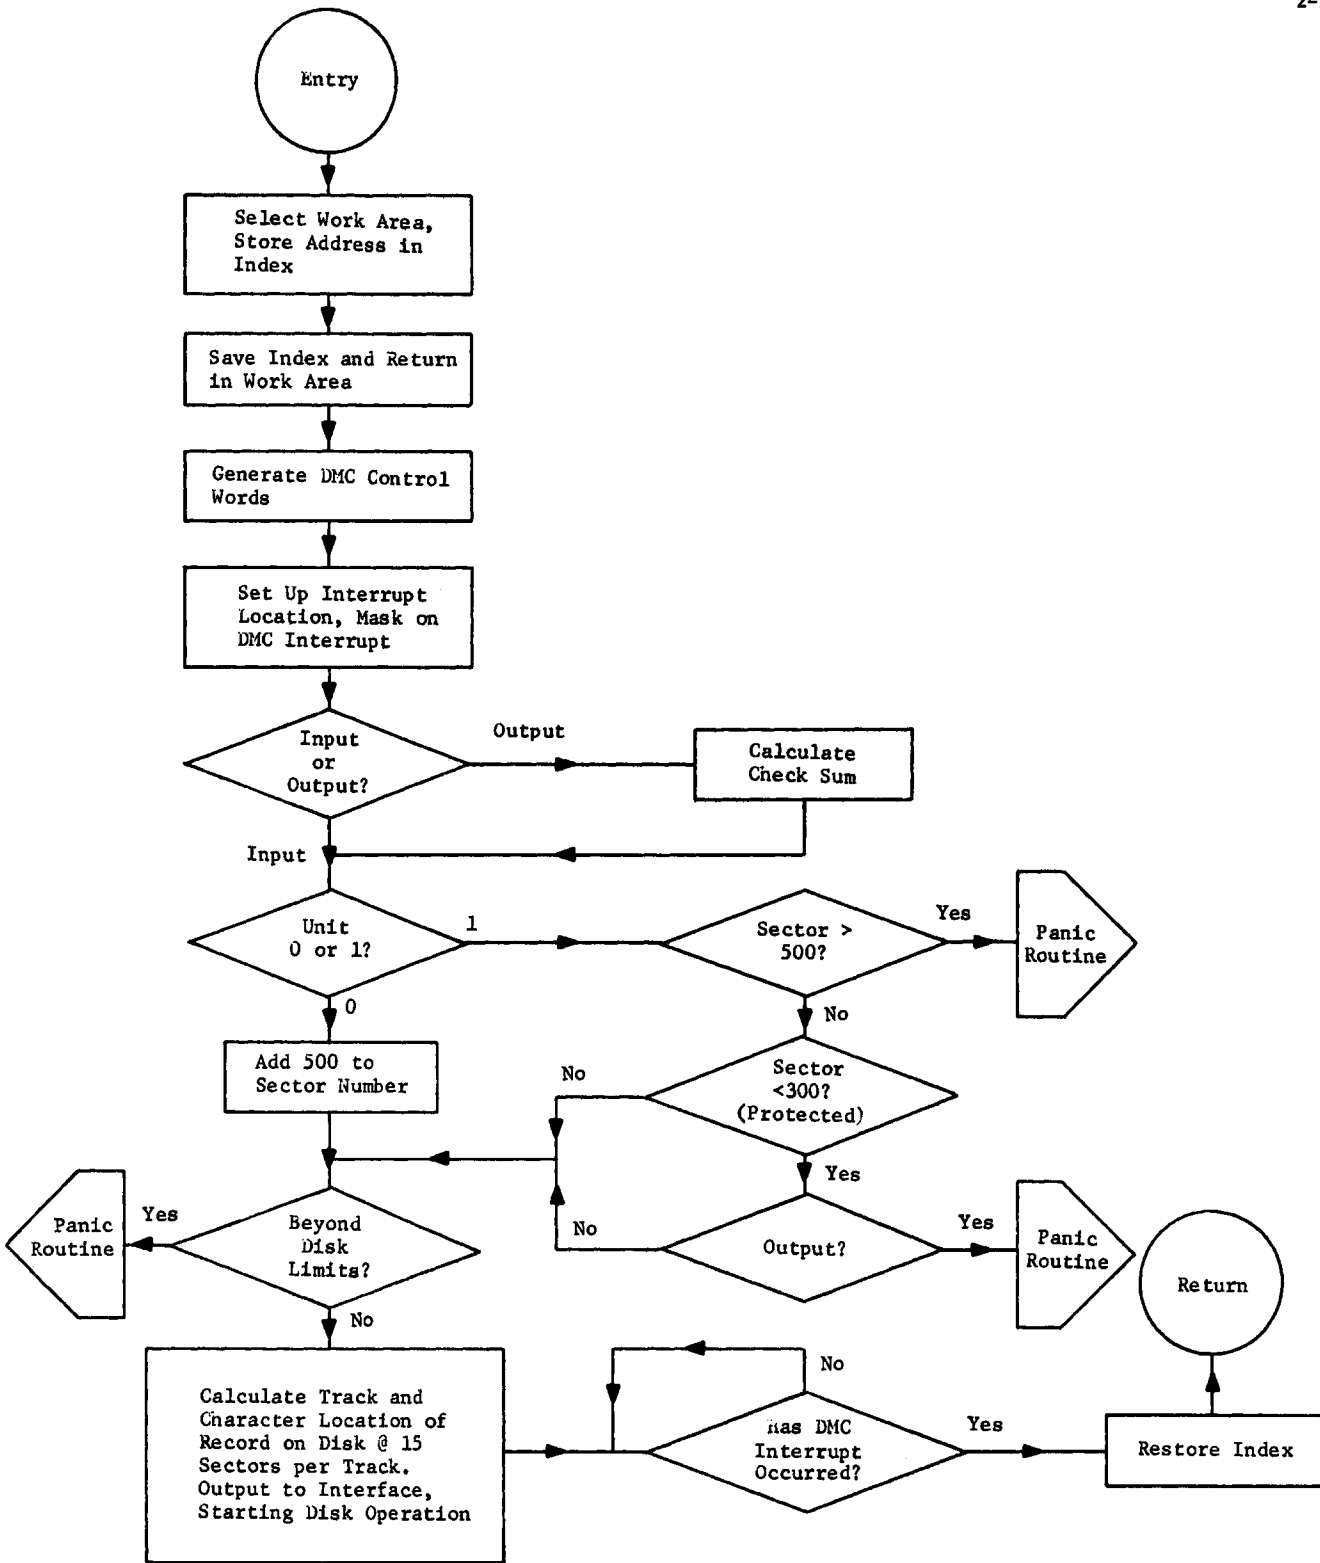 2-
Entry
Select Work Area,
Store Address in
Index
Save Index and Return
in Work Area
Generate DMC Control
Words
Set Up Interrupt
Location, Mask on
DMC Interrupt
Input
or
Output?
Output
Calculate
Check Sum
Input
Unit
0 or 1?
1
Sector >
500?
Yes
Panic
Routine
0
No
Add 500 to
Sector Number
Sector
<300?
(Protected)
No
Yes
Panic
Routine
Yes
Beyond
Disk
Limits?
No
Output?
Yes
Panic
Routine
Return
No
Calculate Track and
Character Location of
Record on Disk @ 15
Sectors per Track.
Output to Interface,
Starting Disk Operation
No
Has DMC
Interrupt
Occurred?
Yes
Restore Index